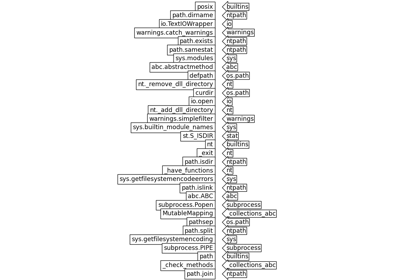 posix builtins
path.dirname ntpath
io.TextIOWrapper io
warnings.catch_warnings warnings
path.exists ntpath
path.samestat ntpath
sys.modules sys
abc.abstractmethod abc
defpath os.path
nt._remove_dll_directory nt
curdir os.path
io.open io
nt._add_dll_directory nt
warnings.simplefilter warnings
sys.builtin_module_names sys
st.S_ISDIR stat
nt builtins
_exit nt
path.isdir ntpath
_have_functions nt
sys.getfilesystemencodeerrors sys
path.islink ntpath
abc.ABC abc
subprocess.Popen subprocess
MutableMapping _collections_abc
pathsep os.path
path.split ntpath
sys.getfilesystemencoding sys
subprocess.PIPE subprocess
path builtins
_check_methods _collections_abc
path.join ntpath